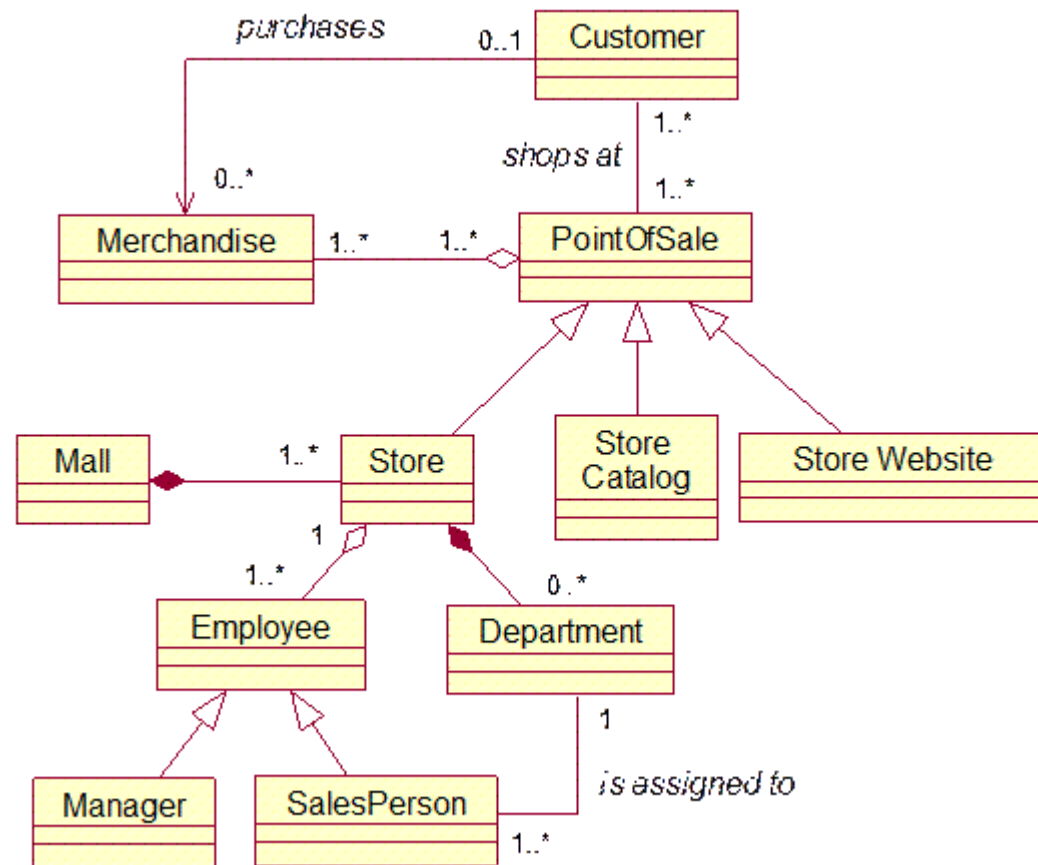 purchases
0..1
Customer
1..*
shops at
0..*
1..*
Merchandise
1..*
1..*
PointOfSale
Mall
1..*
Store
Store
Catalog
Store Website
1
1..*
0..*
Employee
Department
1
is assigned to
Manager
SalesPerson
1..*